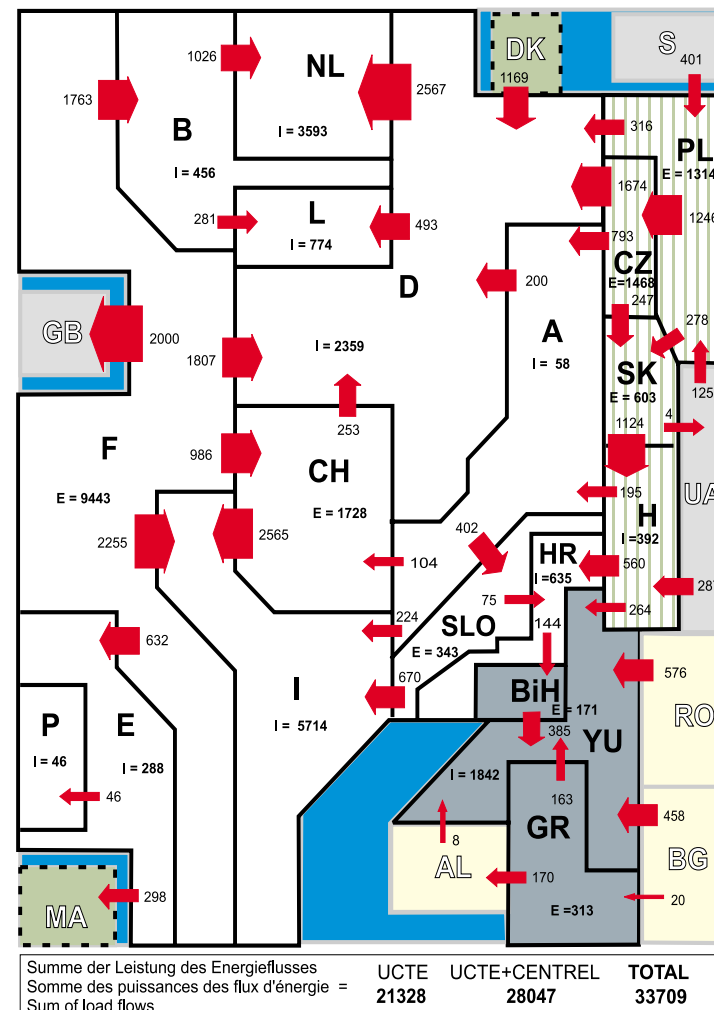 DK
S
1026
NL
401
1763
1169
2567
B
316
PL
I = 3593
I = 456
E = 1314
1674
1246
L
281
493
I = 774
793
CZ
D
200
E=1468
247
GB
2000
278
A
1807
I = 2359
I = 58
SK
E = 603
125
253
4
1124
F
986
CH
E = 9443
195
UA
2565
E = 1728
H
2255
402
HR
I =392
104
I =635
560
75
264
224
144
632
SLO
E = 343
576
I
670
BiH
E = 171
RO
P
E
I = 5714
YU
385
I = 46
I = 288
I = 1842
46
163
GR
458
8
AL
170
BG
298
20
MA
E =313
Summe der Leistung des Energieflusses
Somme des puissances des flux d'énergie =
Sum of load flows
UCTE UCTE+CENTREL TOTAL
21328 28047 33709